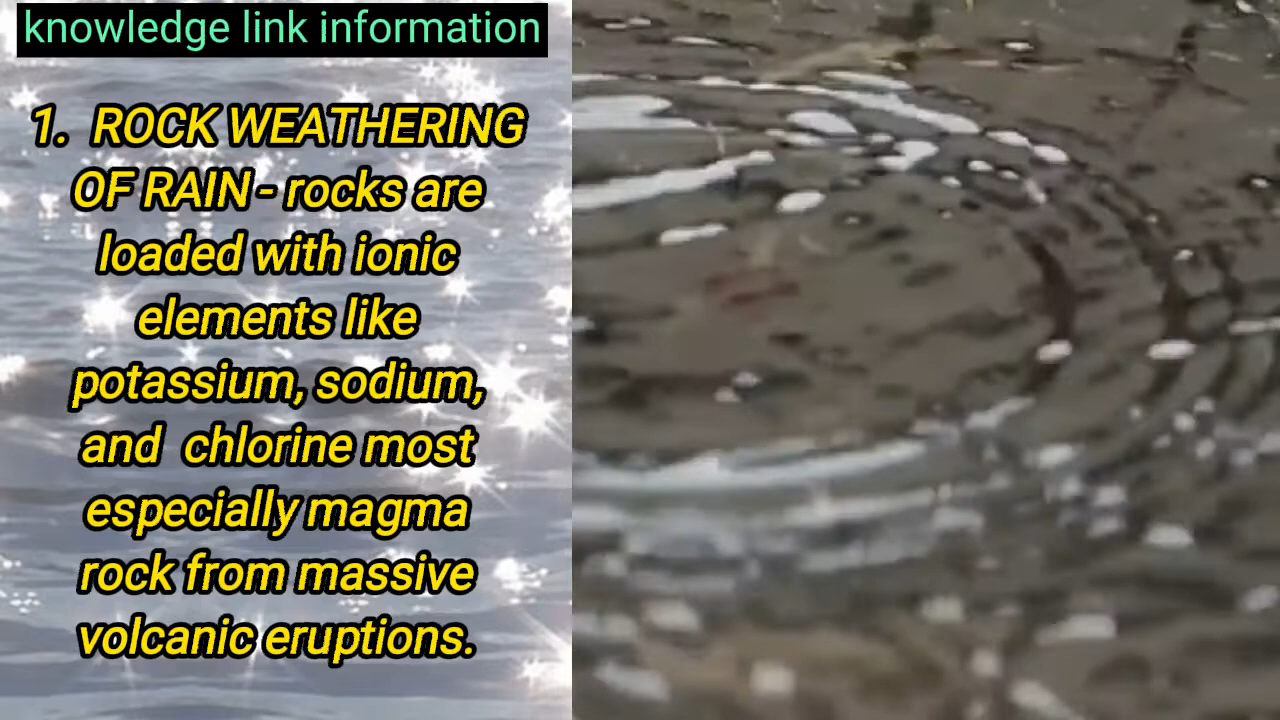 knowledge link information
1. ROCK WEATHERING
OF RAIN - rocks are
loaded with ionic
elements like
potassium, sodium,
and chlorine most
especially magma
rock from massive
volcanic eruptions.